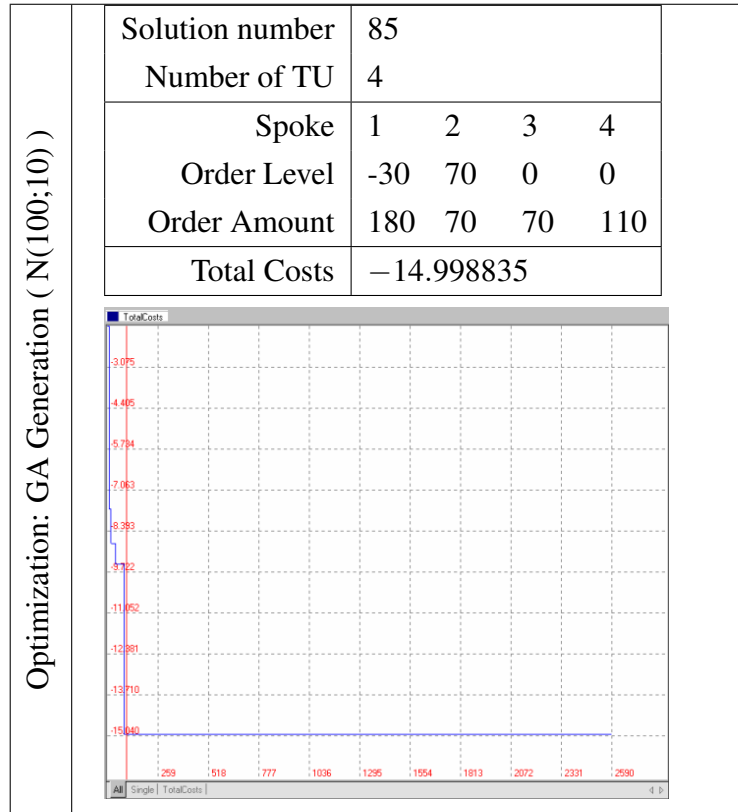 Optimization: GA Generation ( N(100;10) )
Solution number 85
Number of TU 4
Spoke 1 2 3 4
Order Level -30 70 0 0
Order Amount 180 70 70 110
Total Costs −14.998835
TotalCosts
-3.075
-4.405
-5.734
-7.063
-8.393
-9.722
-11.052
-12.381
-13.710
-15.040
259 518 777 1036 1295 1554 1813 2072 2331 2590
All Single TotalCosts